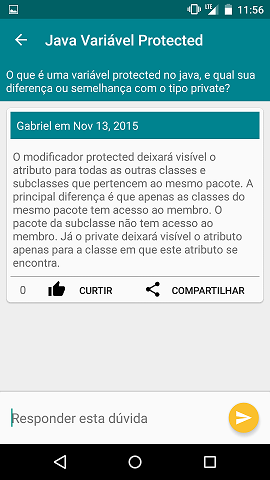 LTE 11:56
Java Variável Protected
O que é uma variável protected no java, e qual sua
diferença ou semelhança com o tipo private?
Gabriel em Nov 13, 2015
O modificador protected deixará visível o
atributo para todas as outras classes e
subclasses que pertencem ao mesmo pacote. A
principal diferença é que apenas as classes do
mesmo pacote tem acesso ao membro. O
pacote da subclasse não tem acesso ao
membro. Já o private deixará visível o atributo
apenas para a classe em que este atributo se
encontra.
0 CURTIR COMPARTILHAR
Responder esta dúvida